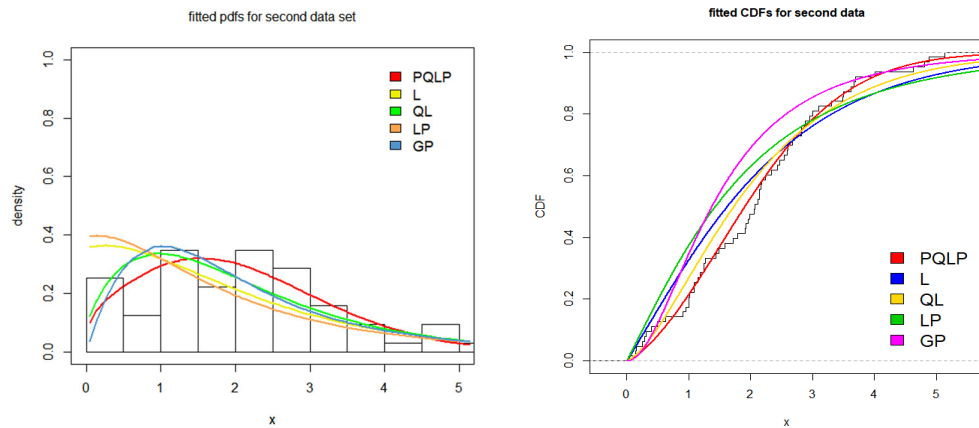 fitted pdfs for second data set
density
1.0
0.8
0.6
0.4
0.2
0.0
PQLP
L
QL
LP
GP
0 1 2 3 4 5
x
fitted CDFs for second data
CDF
1.0
0.8
0.6
0.4
0.2
0.0
PQLP
L
QL
LP
GP
0 1 2 3 4 5
x